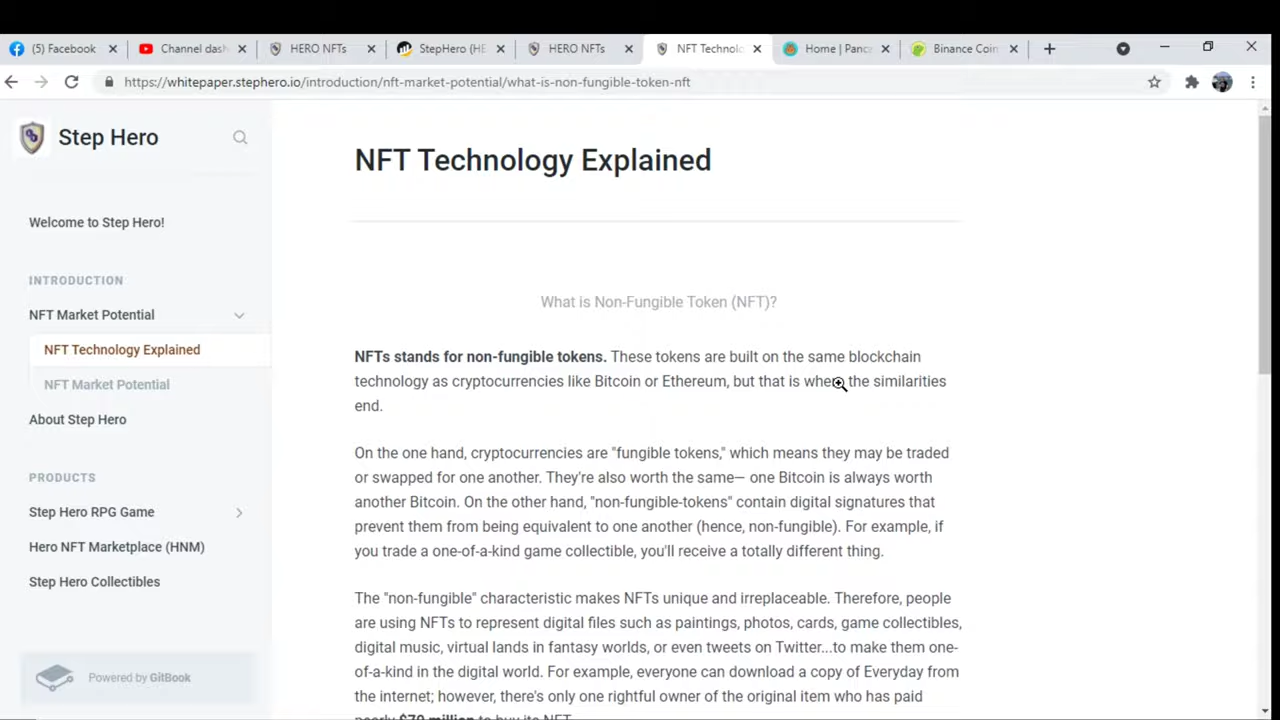 (5) Facebook
Channel das
HERO NFTs
StepHero (HE
HERO NFTs
NFT Technolo
Home | Panc
Binance Coin
https://whitepaper.stephero.io/introduction/nft-market-potential/what-is-non-fungible-token-nft
Step Hero
Welcome to Step Hero!
INTRODUCTION
NFT Market Potential
NFT Technology Explained
NFT Market Potential
About Step Hero
PRODUCTS
Step Hero RPG Game
Hero NFT Marketplace (HNM)
Step Hero Collectibles
Powered by GitBook
NFT Technology Explained
What is Non-Fungible Token (NFT)?
NFTs stands for non-fungible tokens. These tokens are built on the same blockchain
technology as cryptocurrencies like Bitcoin or Ethereum, but that is where the similarities
end.
On the one hand, cryptocurrencies are "fungible tokens," which means they may be traded
or swapped for one another. They're also worth the same— one Bitcoin is always worth
another Bitcoin. On the other hand, "non-fungible-tokens" contain digital signatures that
prevent them from being equivalent to one another (hence, non-fungible). For example, if
you trade a one-of-a-kind game collectible, you'll receive a totally different thing.
The "non-fungible" characteristic makes NFTs unique and irreplaceable. Therefore, people
are using NFTs to represent digital files such as paintings, photos, cards, game collectibles,
digital music, virtual lands in fantasy worlds, or even tweets on Twitter...to make them one-
of-a-kind in the digital world. For example, everyone can download a copy of Everyday from
the internet; however, there's only one rightful owner of the original item who has paid
nearly $70 million to buy its NFT.